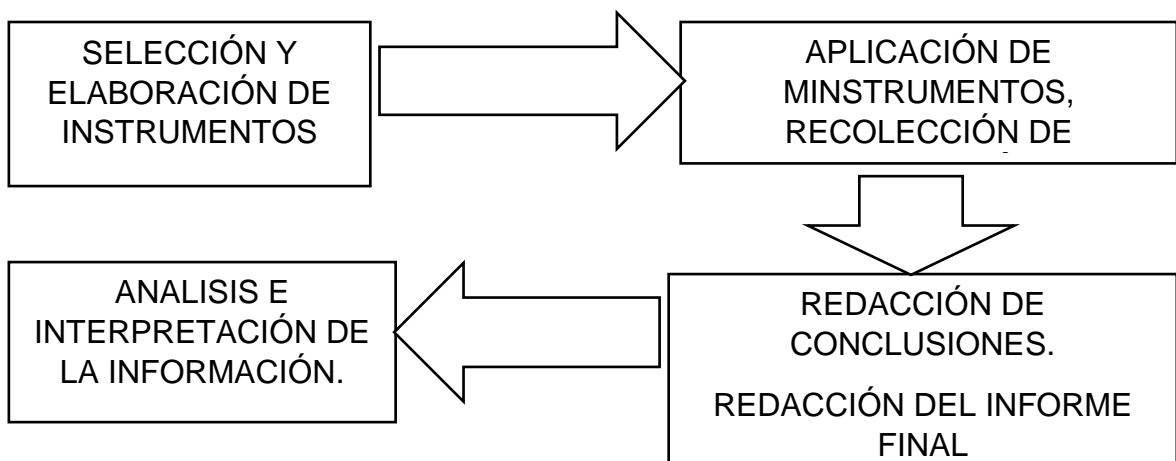 SELECCIÓN Y
ELABORACIÓN DE
INSTRUMENTOS
APLICACIÓN DE
MINSTRUMENTOS,
RECOLECCIÓN DE
REDACCIÓN DE
CONCLUSIONES.
REDACCIÓN DEL INFORME
FINAL
ANALISIS E
INTERPRETACIÓN DE
LA INFORMACIÓN.